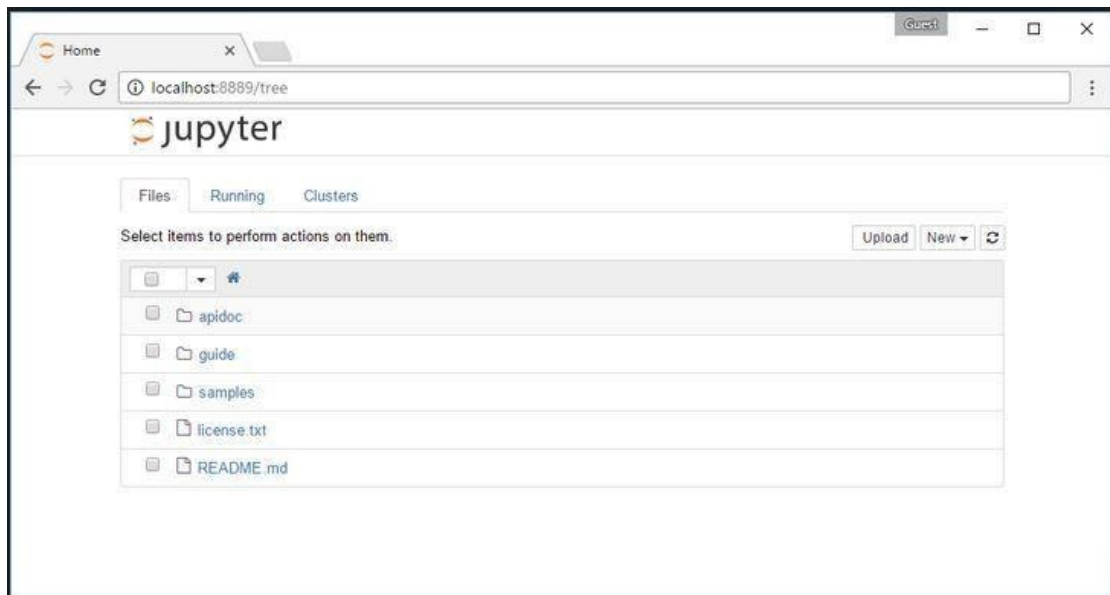 Guest
Home
localhost:8889/tree
jupyter
Files Running Clusters
Select items to perform actions on them.
Upload New
apidoc
guide
samples
license.txt
README.md